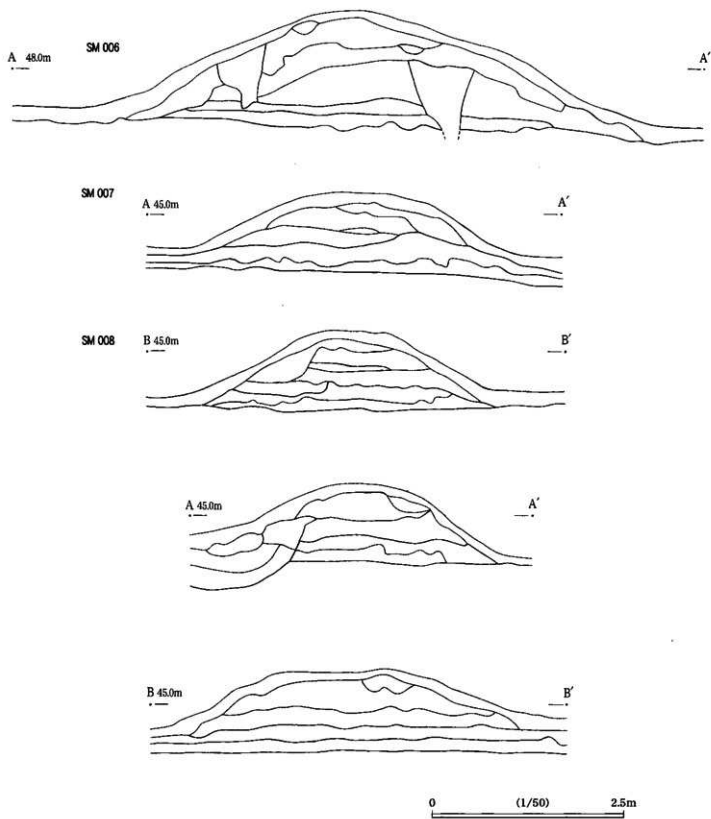 SM 006
A 48.0m A′
SM 007
A 45.0m A′
SM 008
B 45.0m B′
A 45.0m A′
B 45.0m B′
0 (1/50) 2.5m